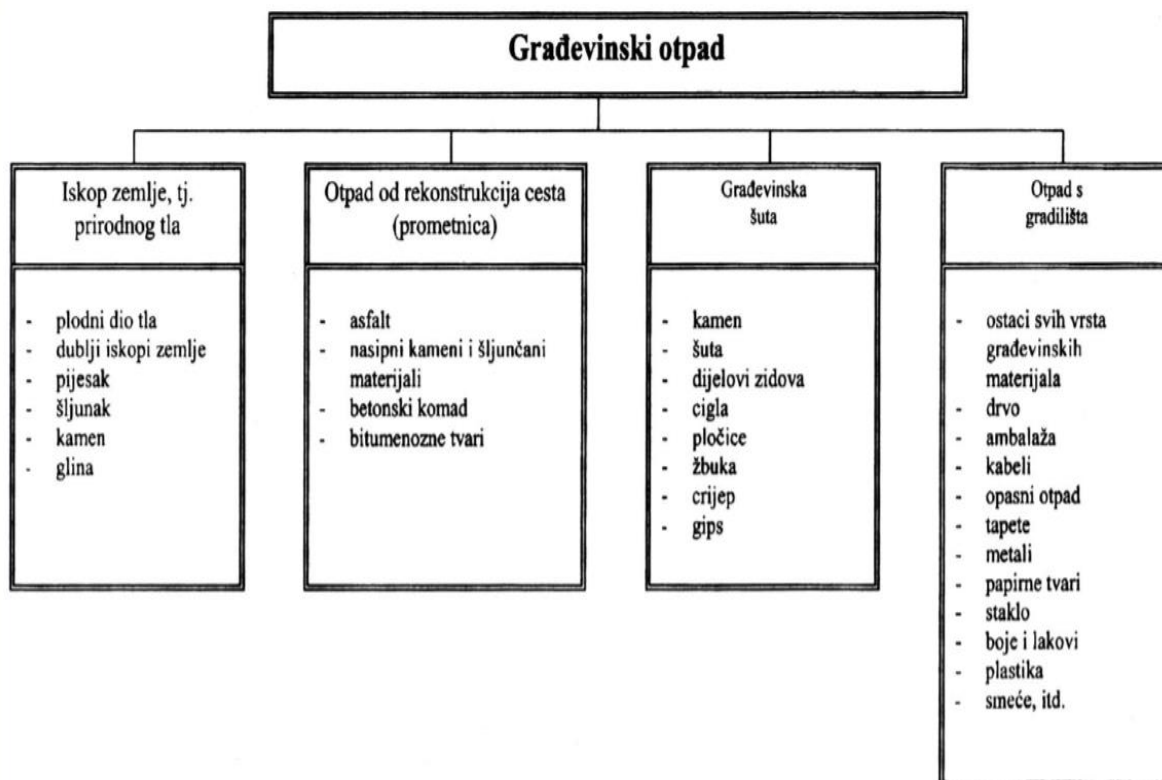 Građevinski otpad
Iskop zemlje, tj.
prirodnog tla
- plodni dio tla
- dublji iskopi zemlje
- pijesak
- šljunak
- kamen
- glina
Otpad od rekonstrukcija cesta
(prometnica)
- asfalt
- nasipni kameni i šljunčani
materijali
- betonski komad
- bitumenozne tvari
Građevinska
šuta
- kamen
- šuta
- dijelovi zidova
- cigla
- pločice
- žbuka
- crijep
- gips
Otpad s
gradilišta
- ostaci svih vrsta
građevinskih
materijala
- drvo
- ambalaža
- kabeli
- opasni otpad
- tapete
- metali
- papirne tvari
- staklo
- boje i lakovi
- plastika
- smeće, itd.